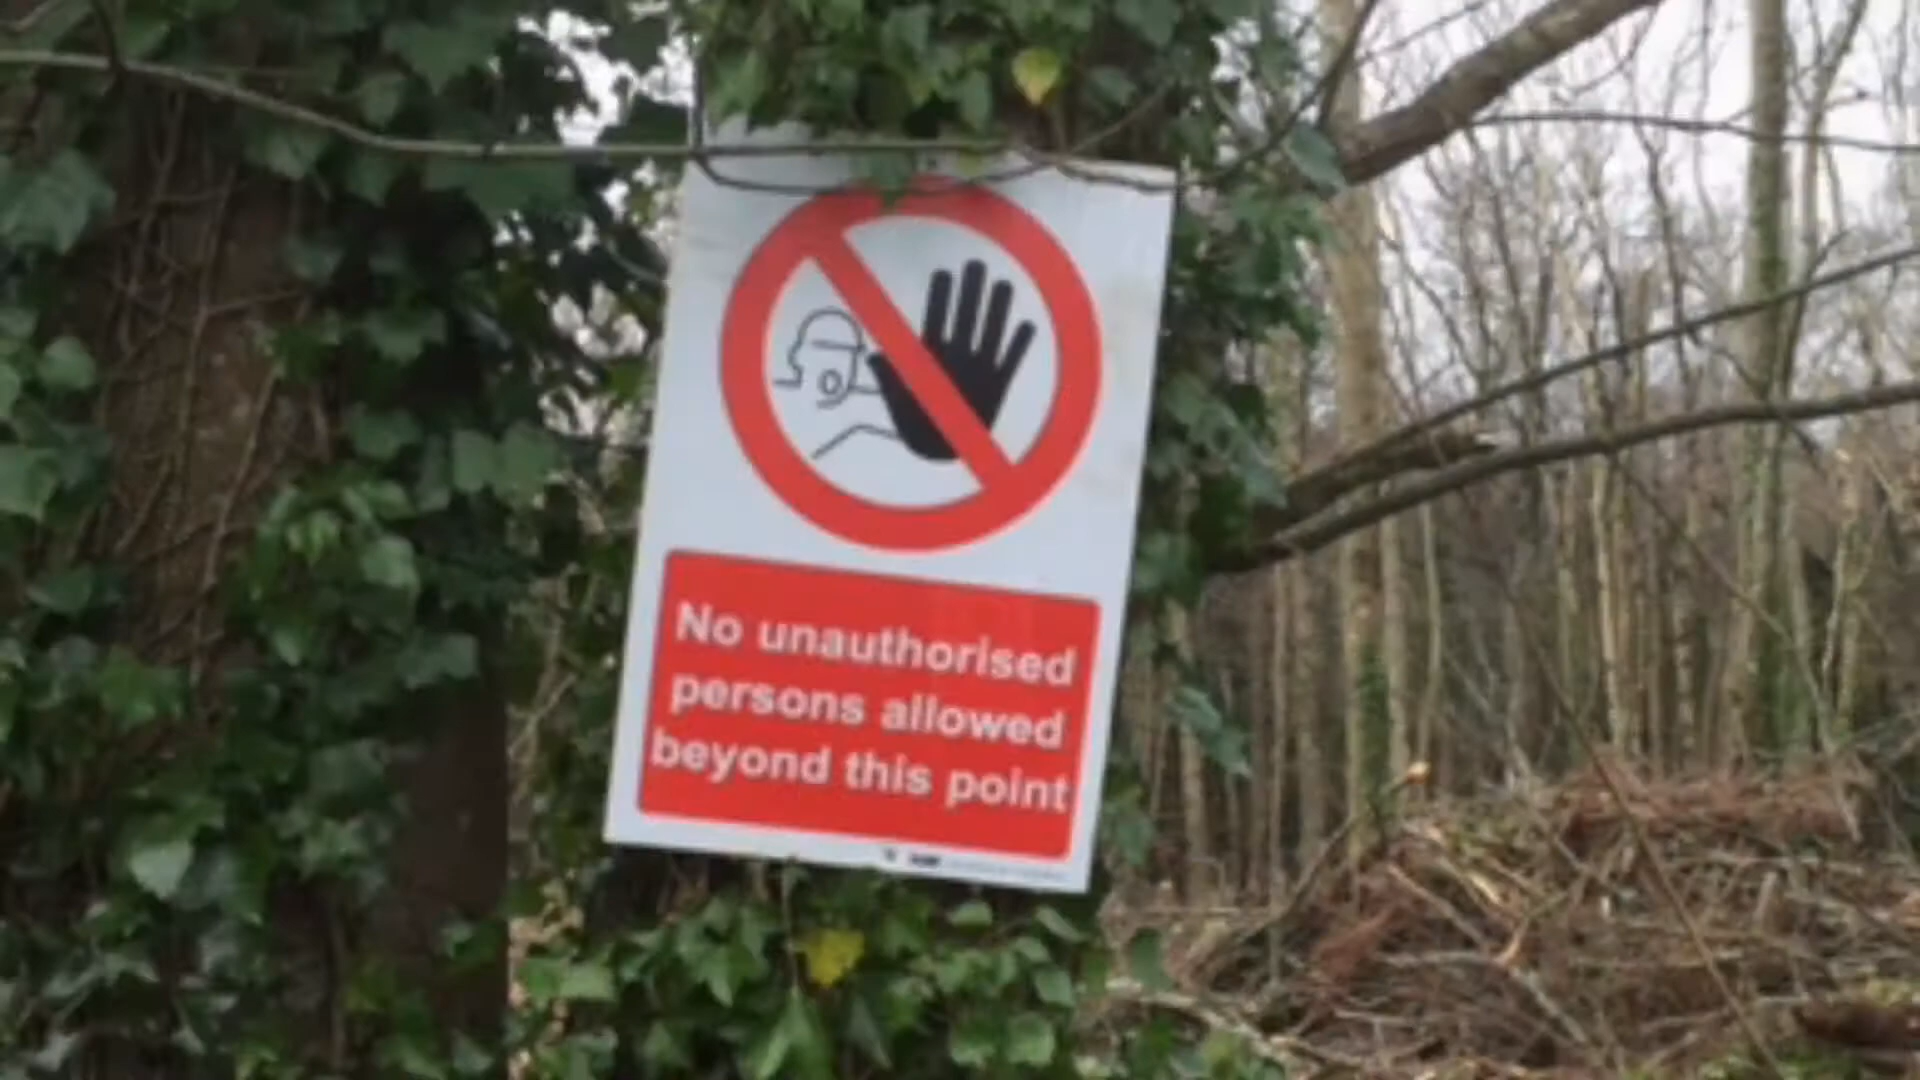 No unauthorised
persons allowed
beyond this point